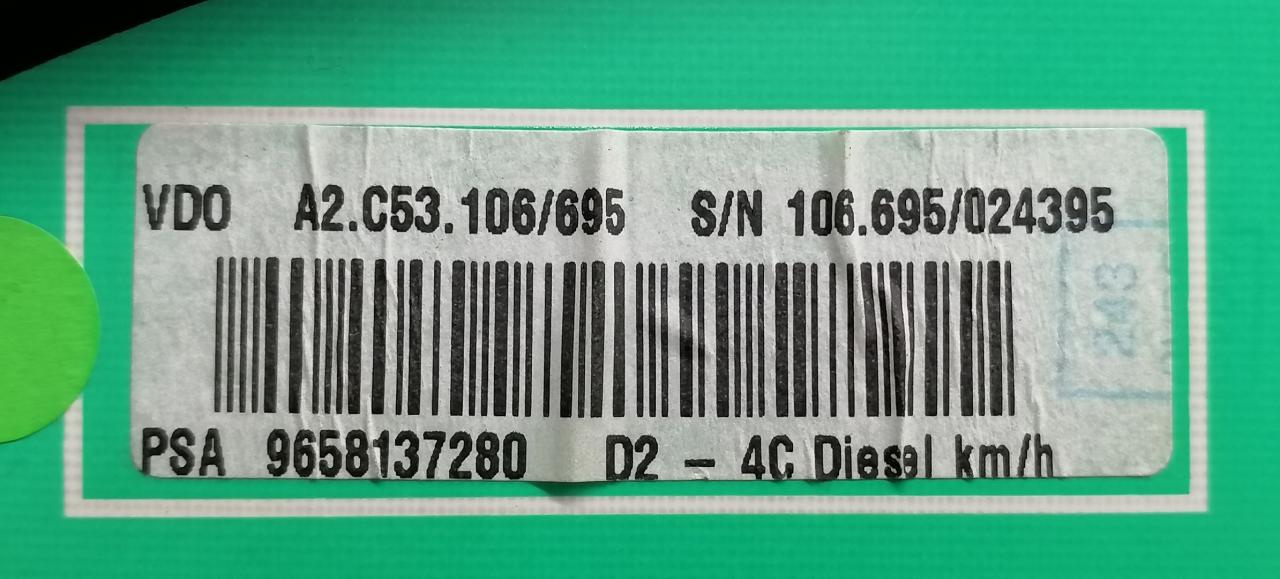 VDO A2.C53.106/695 S/N 106.695/024395
243
PSA 9658137280 D2 – 4C Diesel km/h